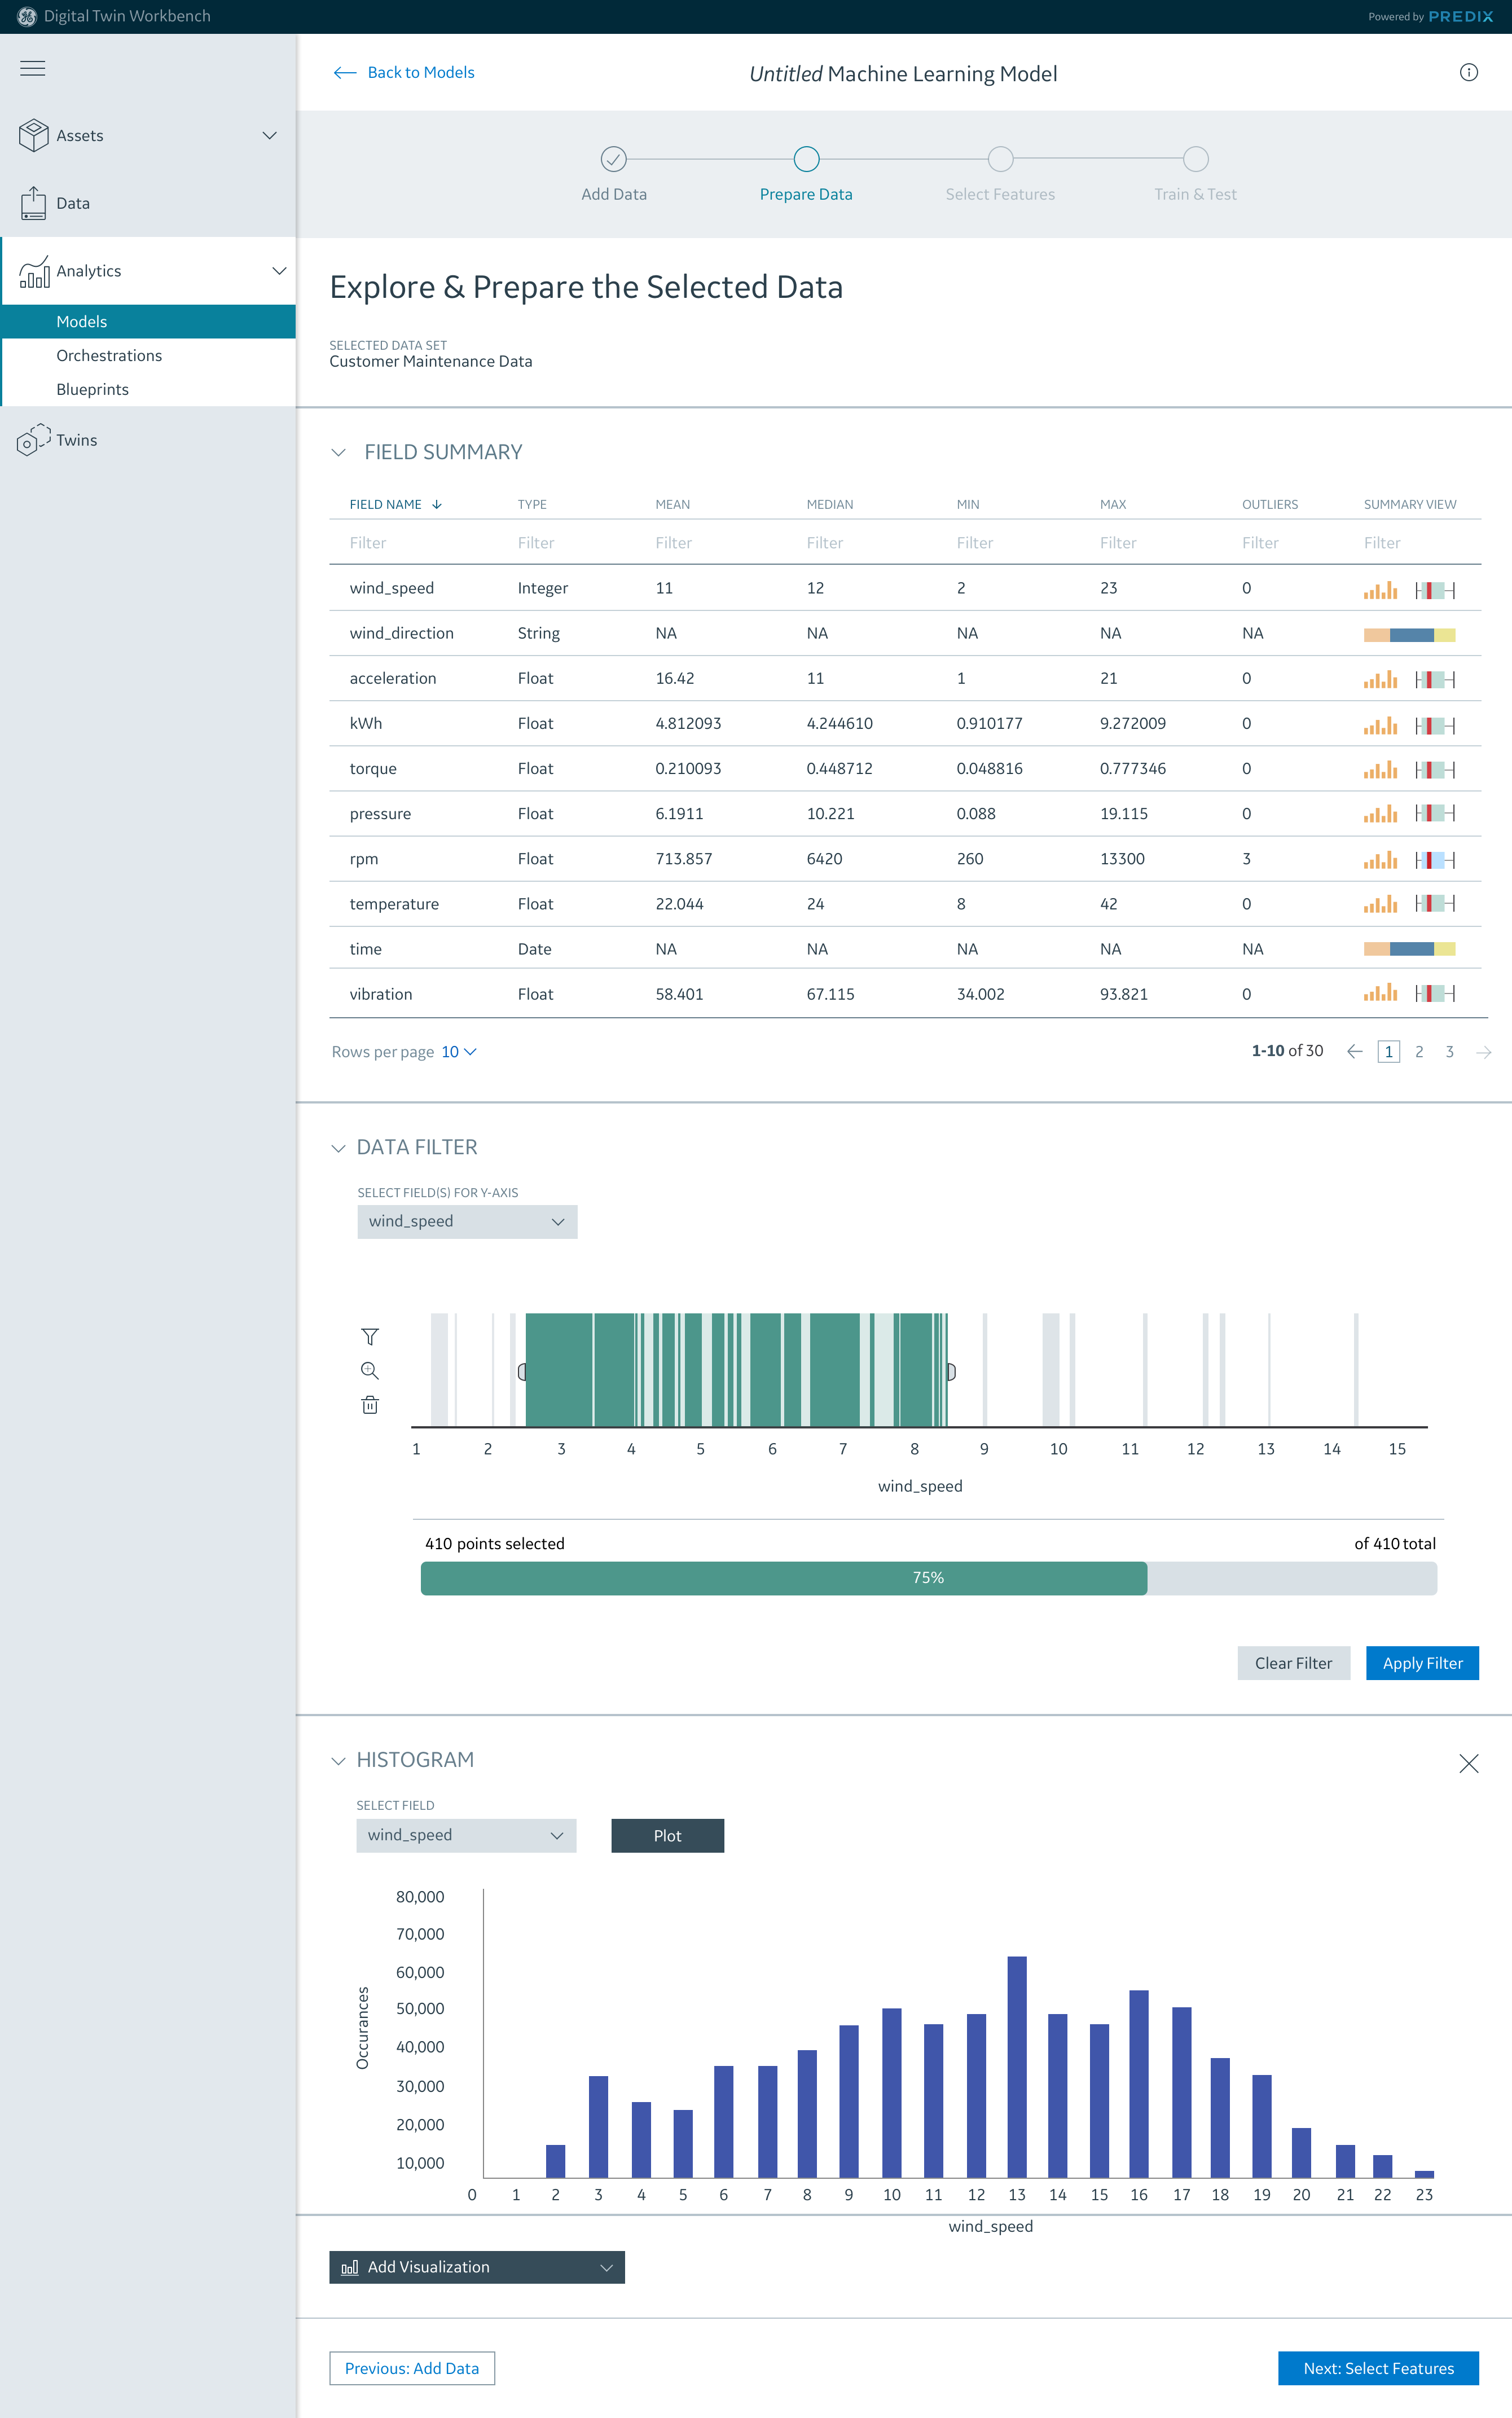 Digital Twin Workbench
Powered by PREDIX
Back to Models
Untitled Machine Learning Model
Assets
Data
Analytics
Models
Orchestrations
Blueprints
Twins
Add Data
Prepare Data
Select Features
Train & Test
Explore & Prepare the Selected Data
SELECTED DATA SET
Customer Maintenance Data
FIELD SUMMARY
FIELD NAME TYPE MEAN MEDIAN MIN MAX OUTLIERS SUMMARY VIEW
Filter Filter Filter Filter Filter Filter Filter Filter
wind_speed Integer 11 12 2 23 0
wind_direction String NA NA NA NA NA
acceleration Float 16.42 11 1 21 0
kWh Float 4.812093 4.244610 0.910177 9.272009 0
torque Float 0.210093 0.448712 0.048816 0.777346 0
pressure Float 6.1911 10.221 0.088 19.115 0
rpm Float 713.857 6420 260 13300 3
temperature Float 22.044 24 8 42 0
time Date NA NA NA NA NA
vibration Float 58.401 67.115 34.002 93.821 0
Rows per page 10
1-10 of 30 1 2 3
DATA FILTER
SELECT FIELD(S) FOR Y-AXIS
wind_speed
1 2 3 4 5 6 7 8 9 10 11 12 13 14 15
wind_speed
410 points selected of 410 total
75%
Clear Filter Apply Filter
HISTOGRAM
SELECT FIELD
wind_speed Plot
80,000
70,000
60,000
50,000
40,000
30,000
20,000
10,000
Occurances
0 1 2 3 4 5 6 7 8 9 10 11 12 13 14 15 16 17 18 19 20 21 22 23
wind_speed
Add Visualization
Previous: Add Data
Next: Select Features